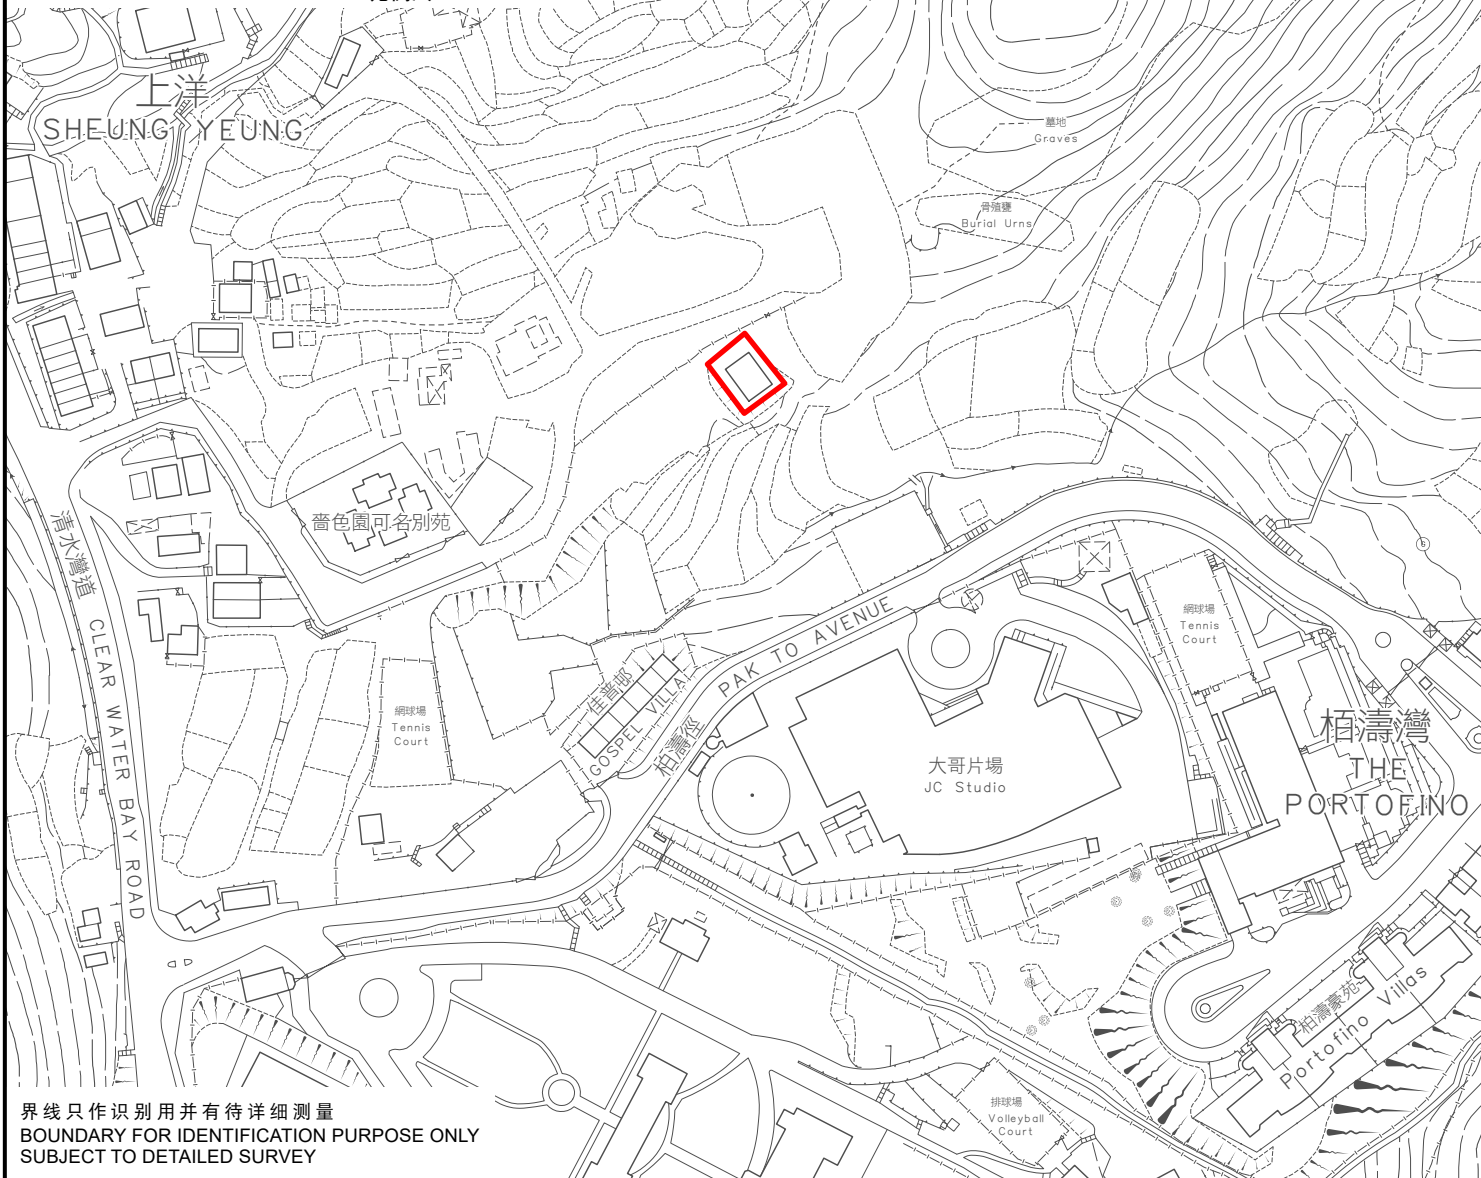 上洋
SHEUNG YEUNG
墓地
Graves
骨殖甕
Burial Urns
嗇色園可名別苑
清水灣道 CLEAR WATER BAY ROAD
網球場
Tennis
Court
佳普邨
GOSPEL VILLA
柏濤徑
PAK TO AVENUE
網球場
Tennis
Court
大哥片場
JC Studio
栢濤灣
THE
PORTOFINO
柏濤豪苑
Portofino Villas
排球場
Volleyball
Court
界线只作识别用并有待详细测量
BOUNDARY FOR IDENTIFICATION PURPOSE ONLY
SUBJECT TO DETAILED SURVEY